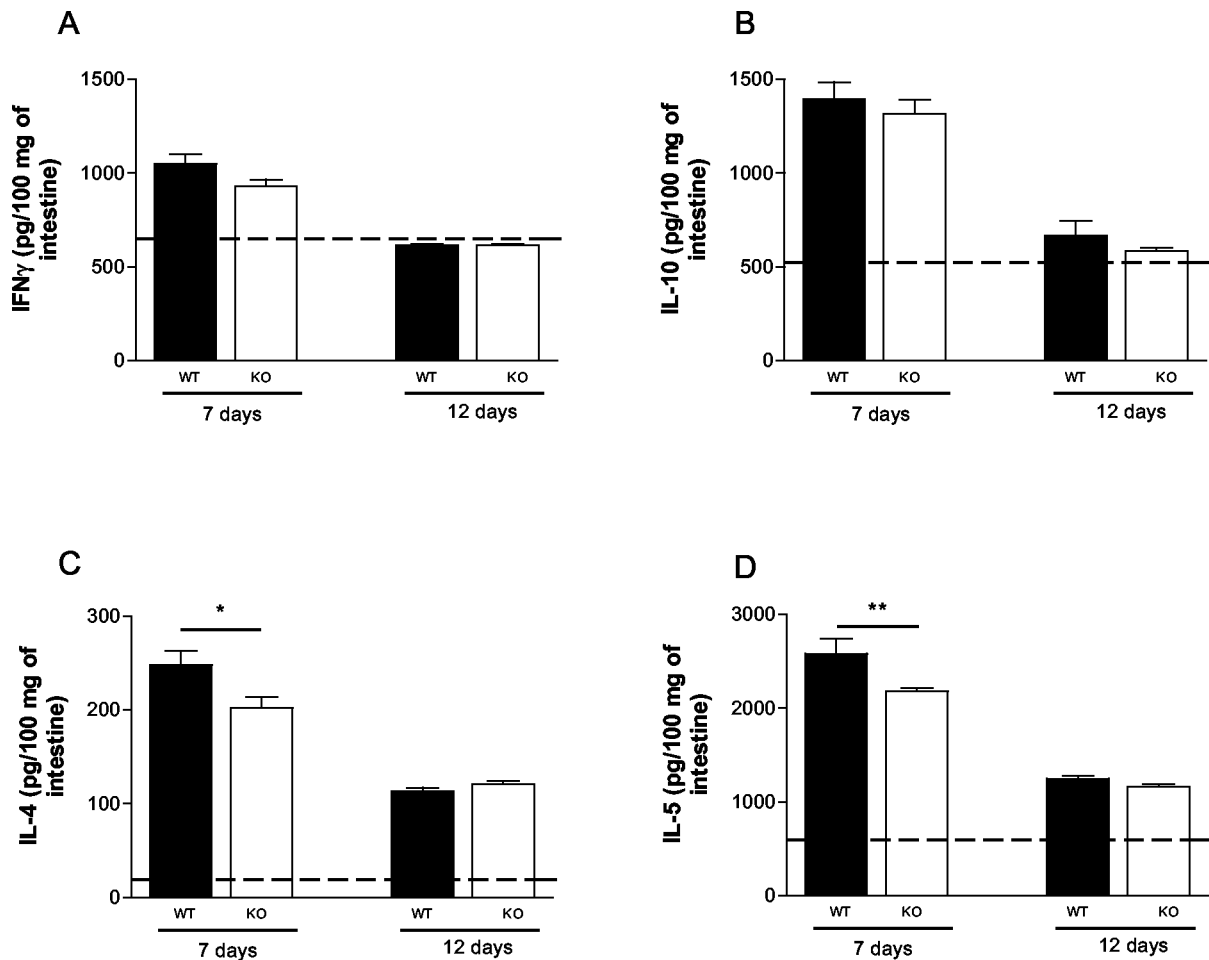 A
IFNγ (pg/100 mg of
intestine)
1500
1000
500
0
WT
KO
WT
KO
7 days
12 days
B
IL-10 (pg/100 mg of
intestine)
1500
1000
500
0
WT
KO
WT
KO
7 days
12 days
C
IL-4 (pg/100 mg of
intestine)
300
200
100
0
*
WT
KO
WT
KO
7 days
12 days
D
IL-5 (pg/100 mg of
intestine)
3000
2000
1000
0
**
WT
KO
WT
KO
7 days
12 days